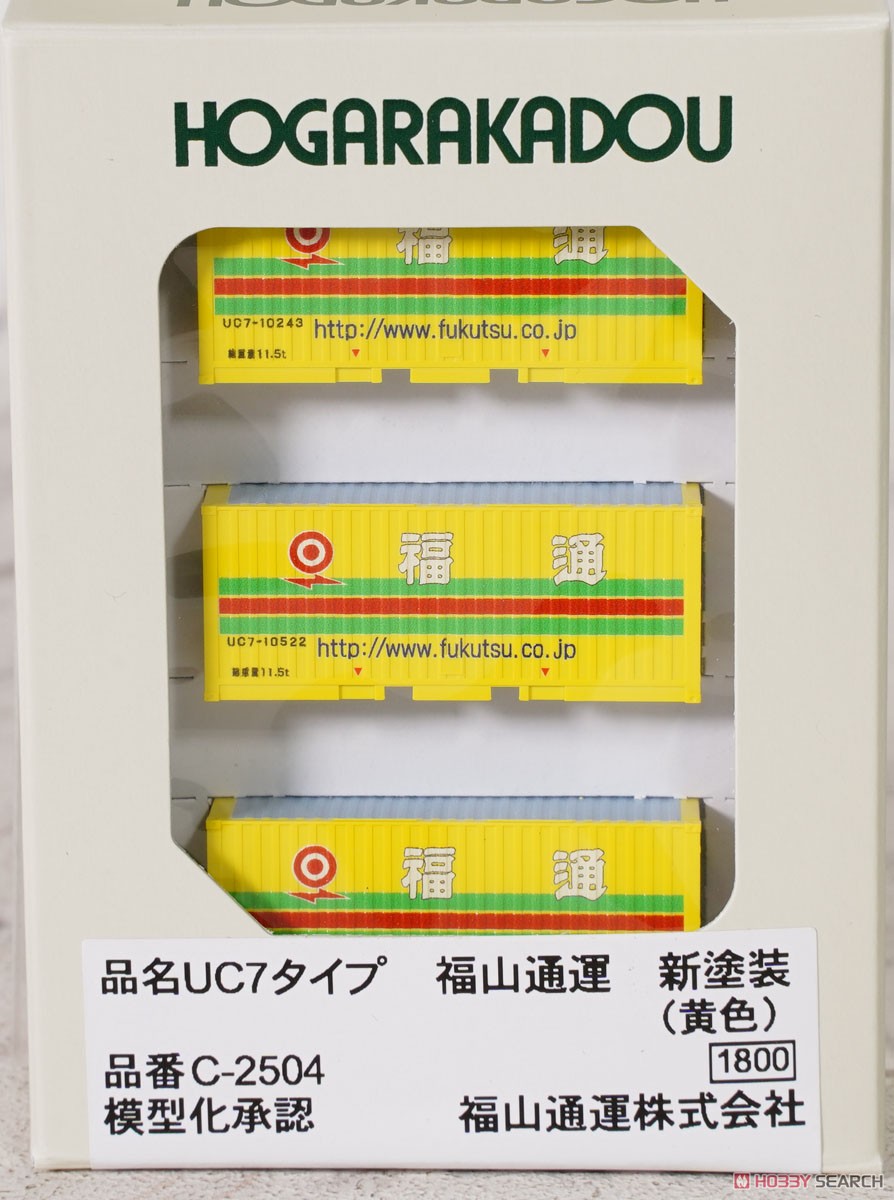 HOGARAKADOU
福 通
UC7-10243 http://www.fukutsu.co.jp
総重量11.5t
福 通
UC7-10522 http://www.fukutsu.co.jp
総重量11.5t
福 通
品名UC7タイプ 福山通運 新塗装
(黄色)
品番C-2504 1800
模型化承認 福山通運株式会社
HOBBY SEARCH